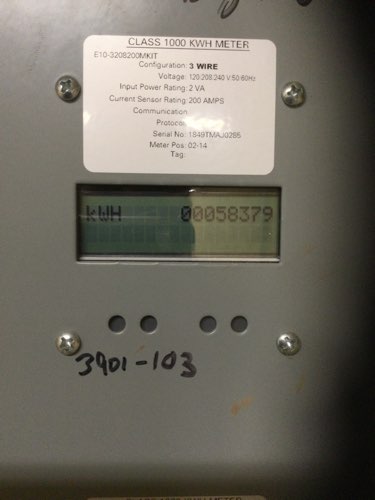 CLASS 1000 KWH METER
E10-3208200MKIT
Configuration: 3 WIRE
Voltage: 120:208:240 V:50-60Hz
Input Power Rating: 2 VA
Current Sensor Rating: 200 AMPS
Communication:
Protocol:
Serial No:
Meter Pos: 02-14
Tag:
kWH 00058379
3901-103